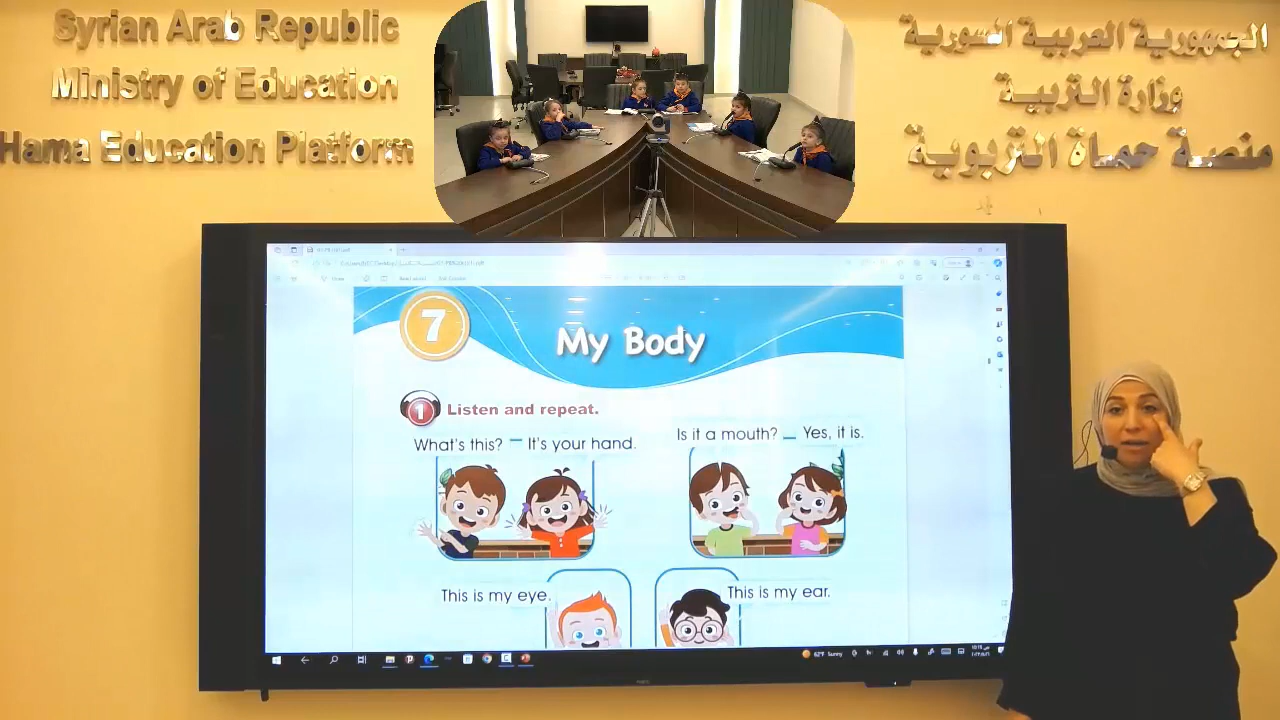 Syrian Arab Republic
Ministry of Education
Hama Education Platform
الجمهورية العربية السورية
وزارة التربية
منصة حماة التربوية
7
My Body
1 Listen and repeat.
What's this? – It's your hand.
Is it a mouth? – Yes, it is.
This is my eye.
This is my ear.
62°F Sunny